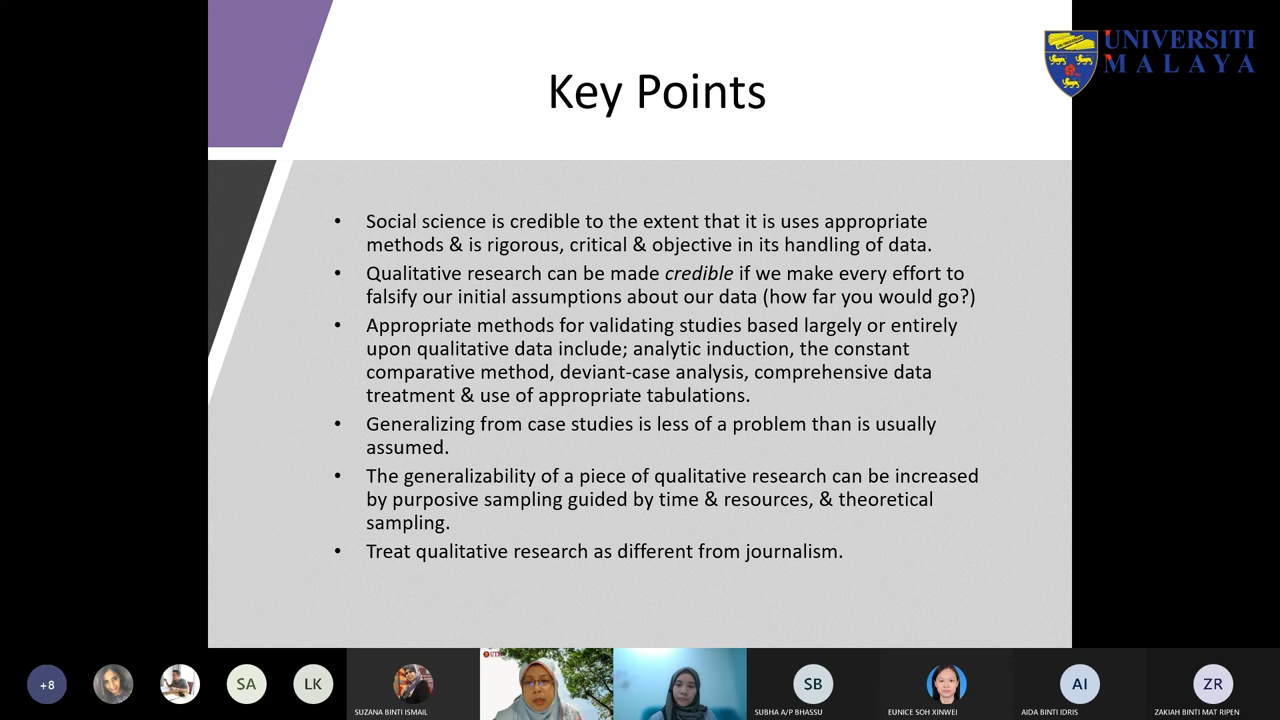 UNIVERSITI
MALAYA
Key Points
• Social science is credible to the extent that it is uses appropriate
methods & is rigorous, critical & objective in its handling of data.
• Qualitative research can be made credible if we make every effort to
falsify our initial assumptions about our data (how far you would go?)
• Appropriate methods for validating studies based largely or entirely
upon qualitative data include; analytic induction, the constant
comparative method, deviant-case analysis, comprehensive data
treatment & use of appropriate tabulations.
• Generalizing from case studies is less of a problem than is usually
assumed.
• The generalizability of a piece of qualitative research can be increased
by purposive sampling guided by time & resources, & theoretical
sampling.
• Treat qualitative research as different from journalism.
+8
SA
LK
SUZANA BINTI ISMAIL
SB
SUBHA A/P BHASSU
EUNICE SOH XINWEI
AI
AIDA BINTI IDRIS
ZR
ZAKIAH BINTI MAT RIPEN